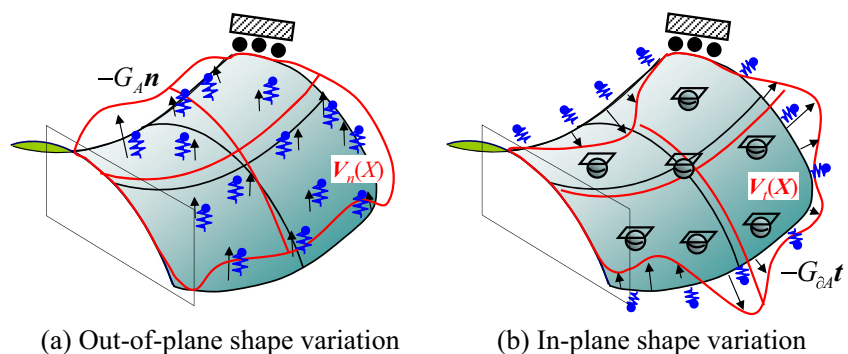 −G_A n
V_n(X)
(a) Out-of-plane shape variation
V_t(X)
−G_∂A t
(b) In-plane shape variation